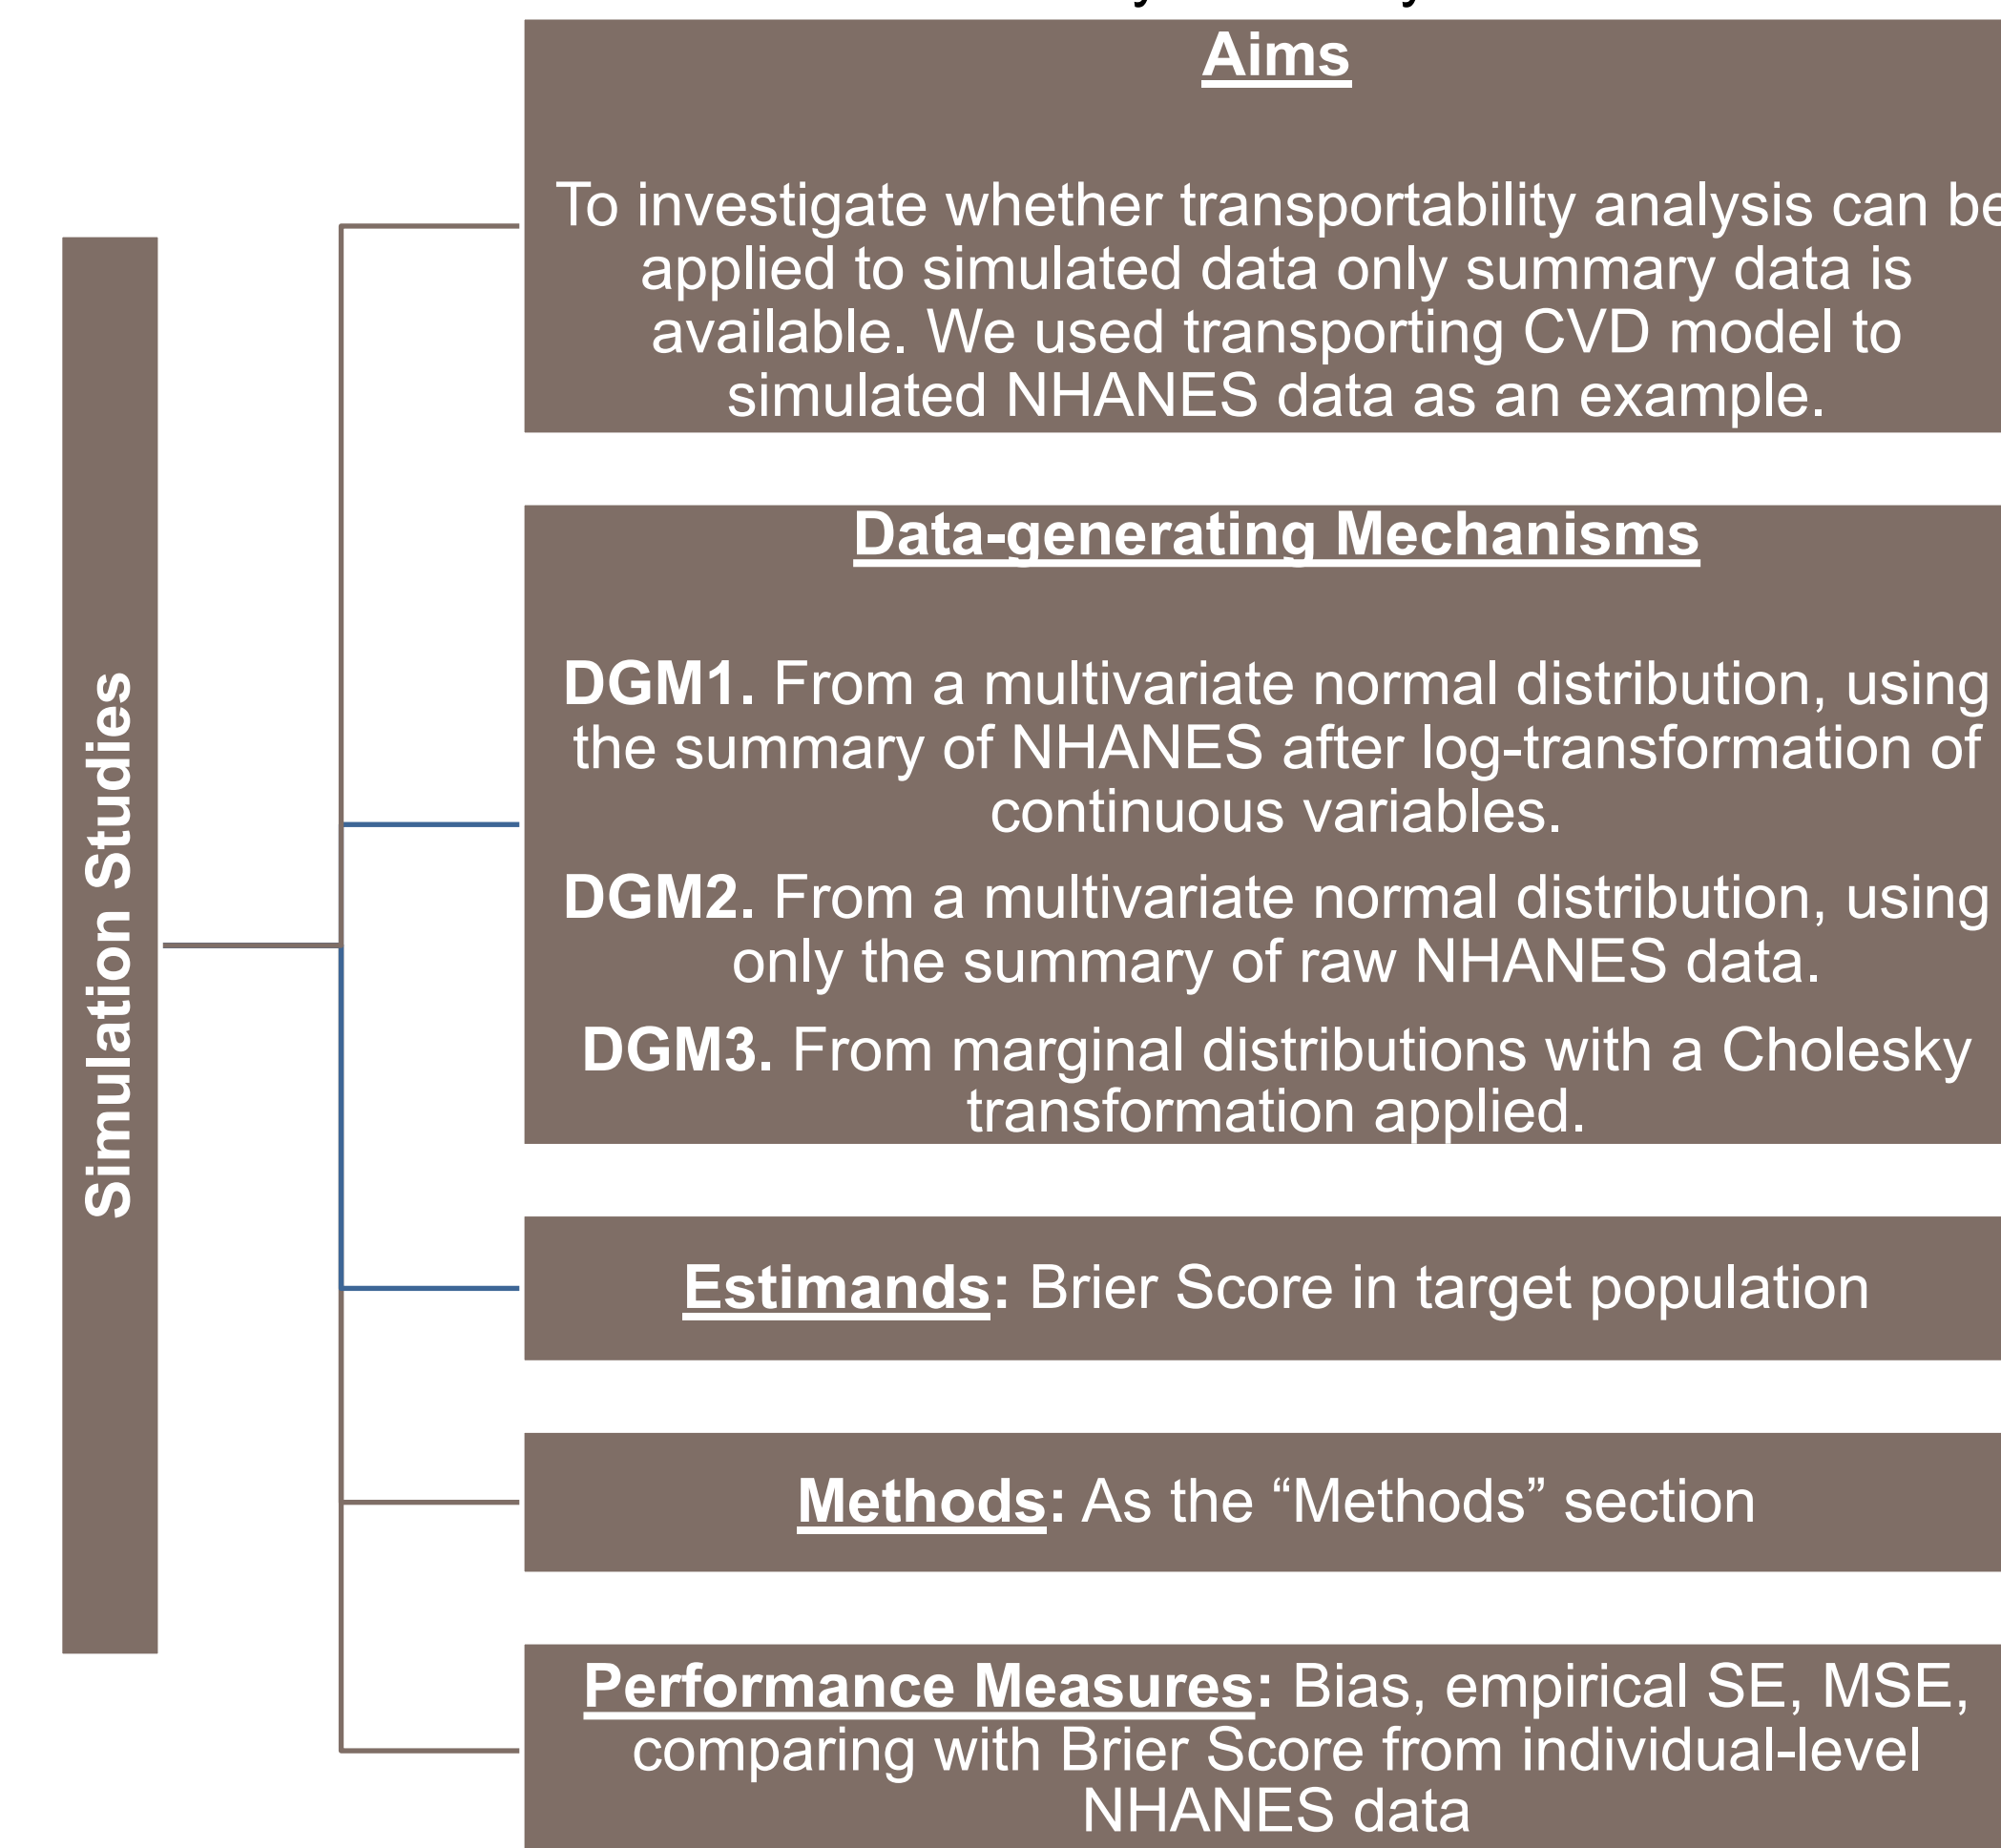 Aims
To investigate whether transportability analysis can be
applied to simulated data only summary data is
available. We used transporting CVD model to
simulated NHANES data as an example.
Simulation Studies
Data-generating Mechanisms
DGM1. From a multivariate normal distribution, using
the summary of NHANES after log-transformation of
continuous variables.
DGM2. From a multivariate normal distribution, using
only the summary of raw NHANES data.
DGM3. From marginal distributions with a Cholesky
transformation applied.
Estimands: Brier Score in target population
Methods: As the “Methods” section
Performance Measures: Bias, empirical SE, MSE,
comparing with Brier Score from individual-level
NHANES data